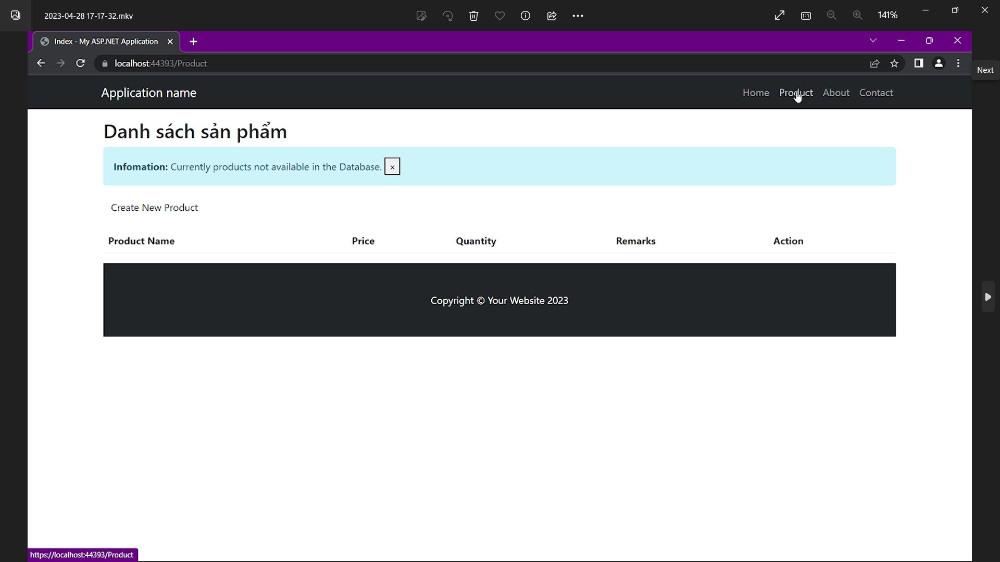 2023-04-28 17-17-32.mkv
141%
Index - My ASP.NET Application
localhost:44393/Product
Next
Application name
Home Product About Contact
Danh sách sản phẩm
Infomation: Currently products not available in the Database. ×
Create New Product
Product Name Price Quantity Remarks Action
Copyright © Your Website 2023
https://localhost:44393/Product